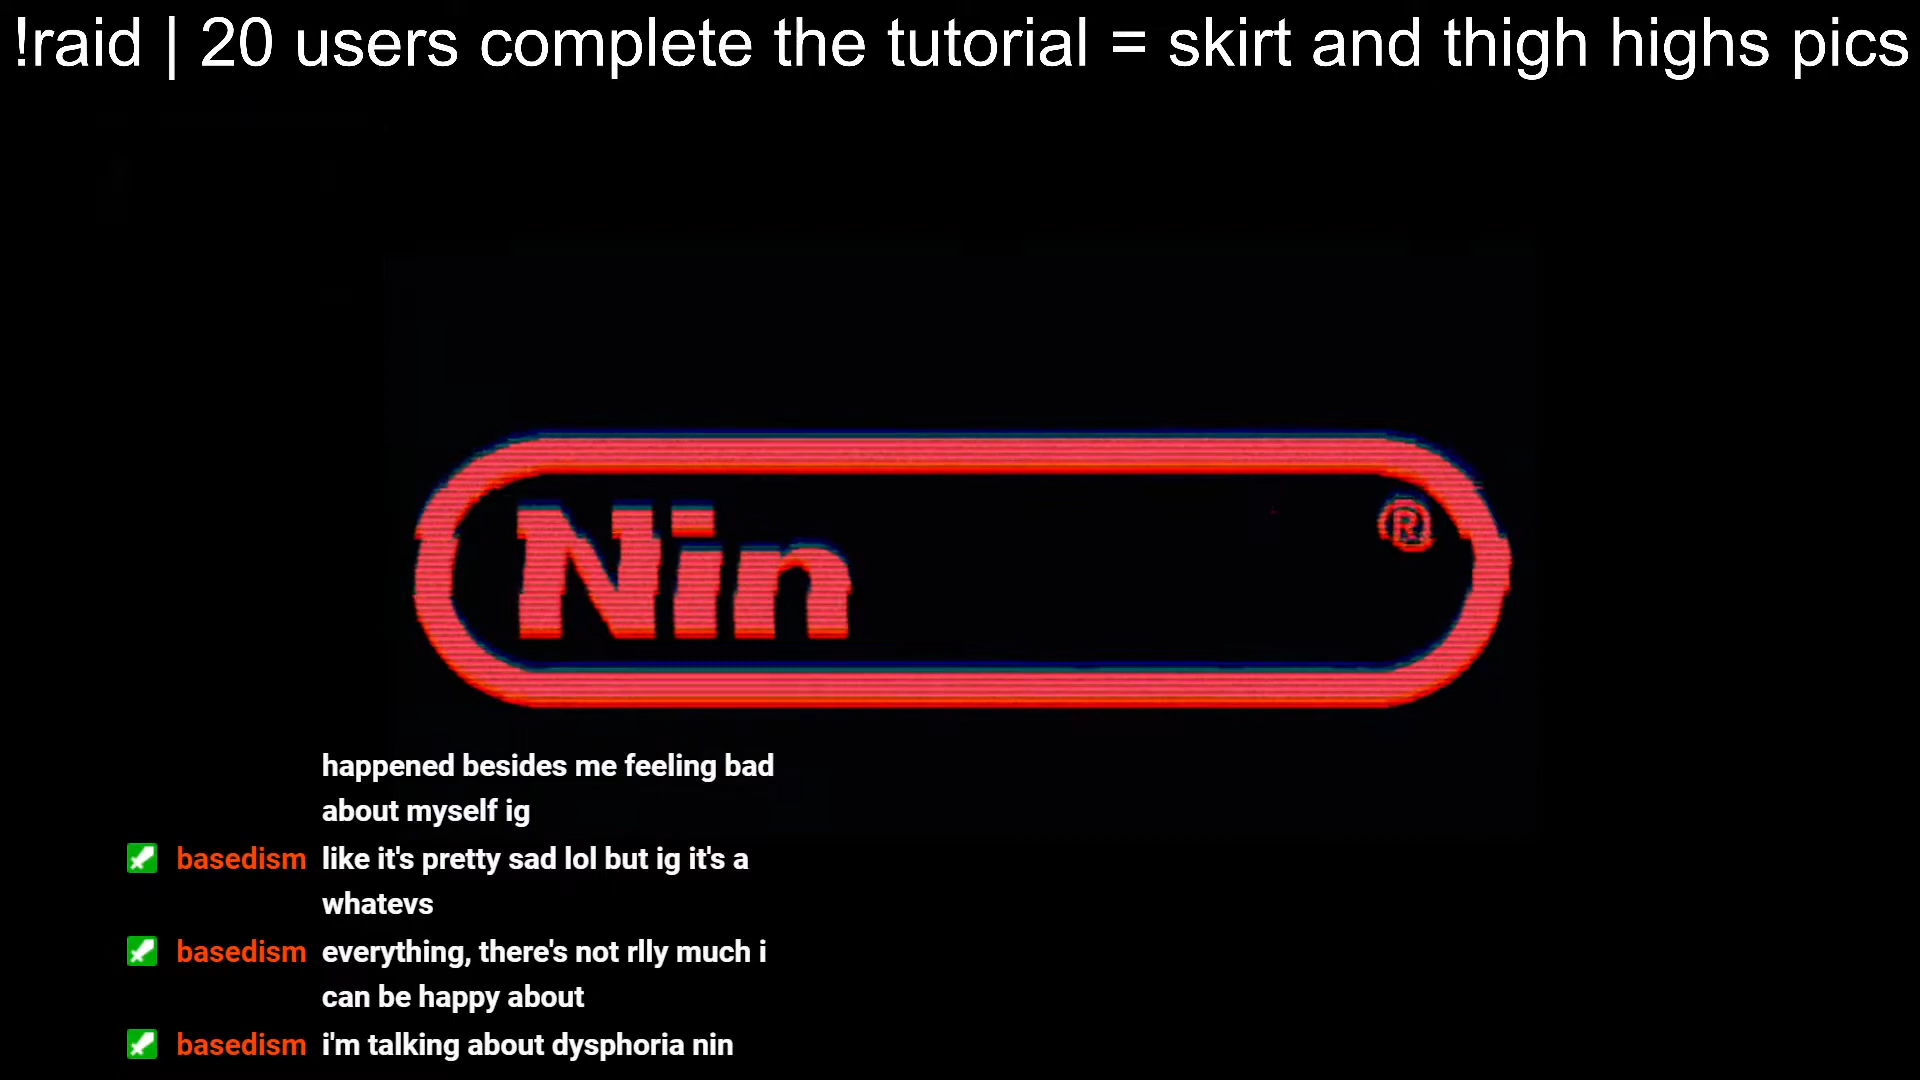 !raid | 20 users complete the tutorial = skirt and thigh highs pics
Nin ®
happened besides me feeling bad
about myself ig
basedism like it's pretty sad lol but ig it's a
whatevs
basedism everything, there's not rlly much i
can be happy about
basedism i'm talking about dysphoria nin